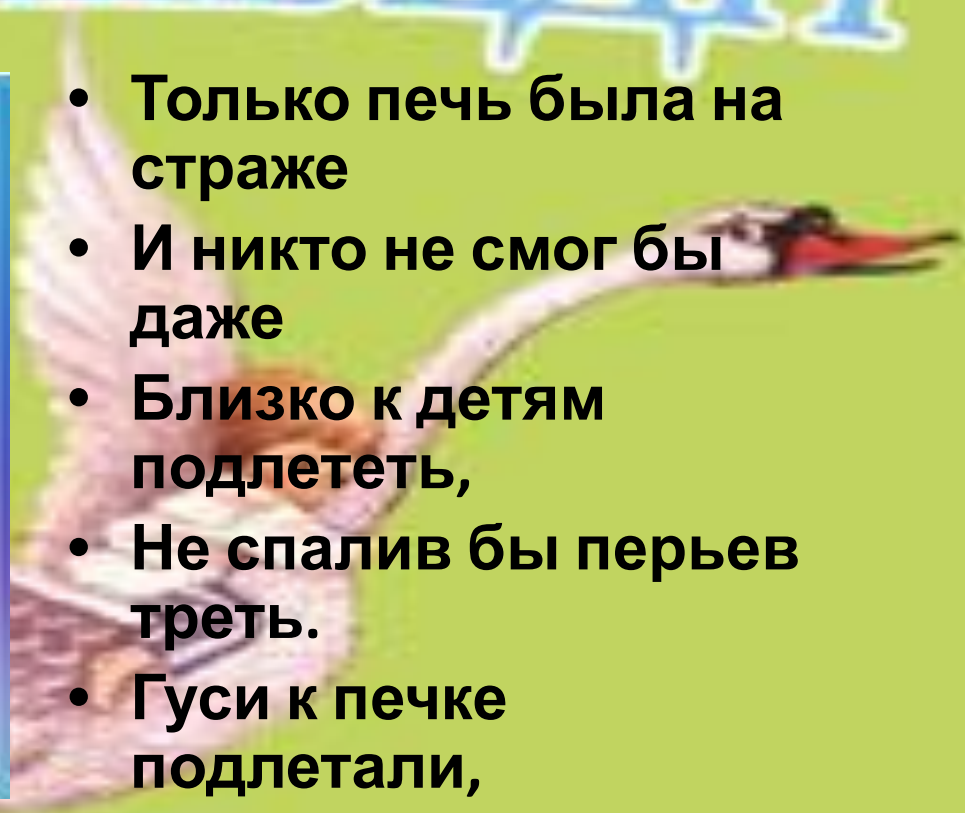 • Только печь была на
страже
• И никто не смог бы
даже
• Близко к детям
подлететь,
• Не спалив бы перьев
треть.
• Гуси к печке
подлетали,